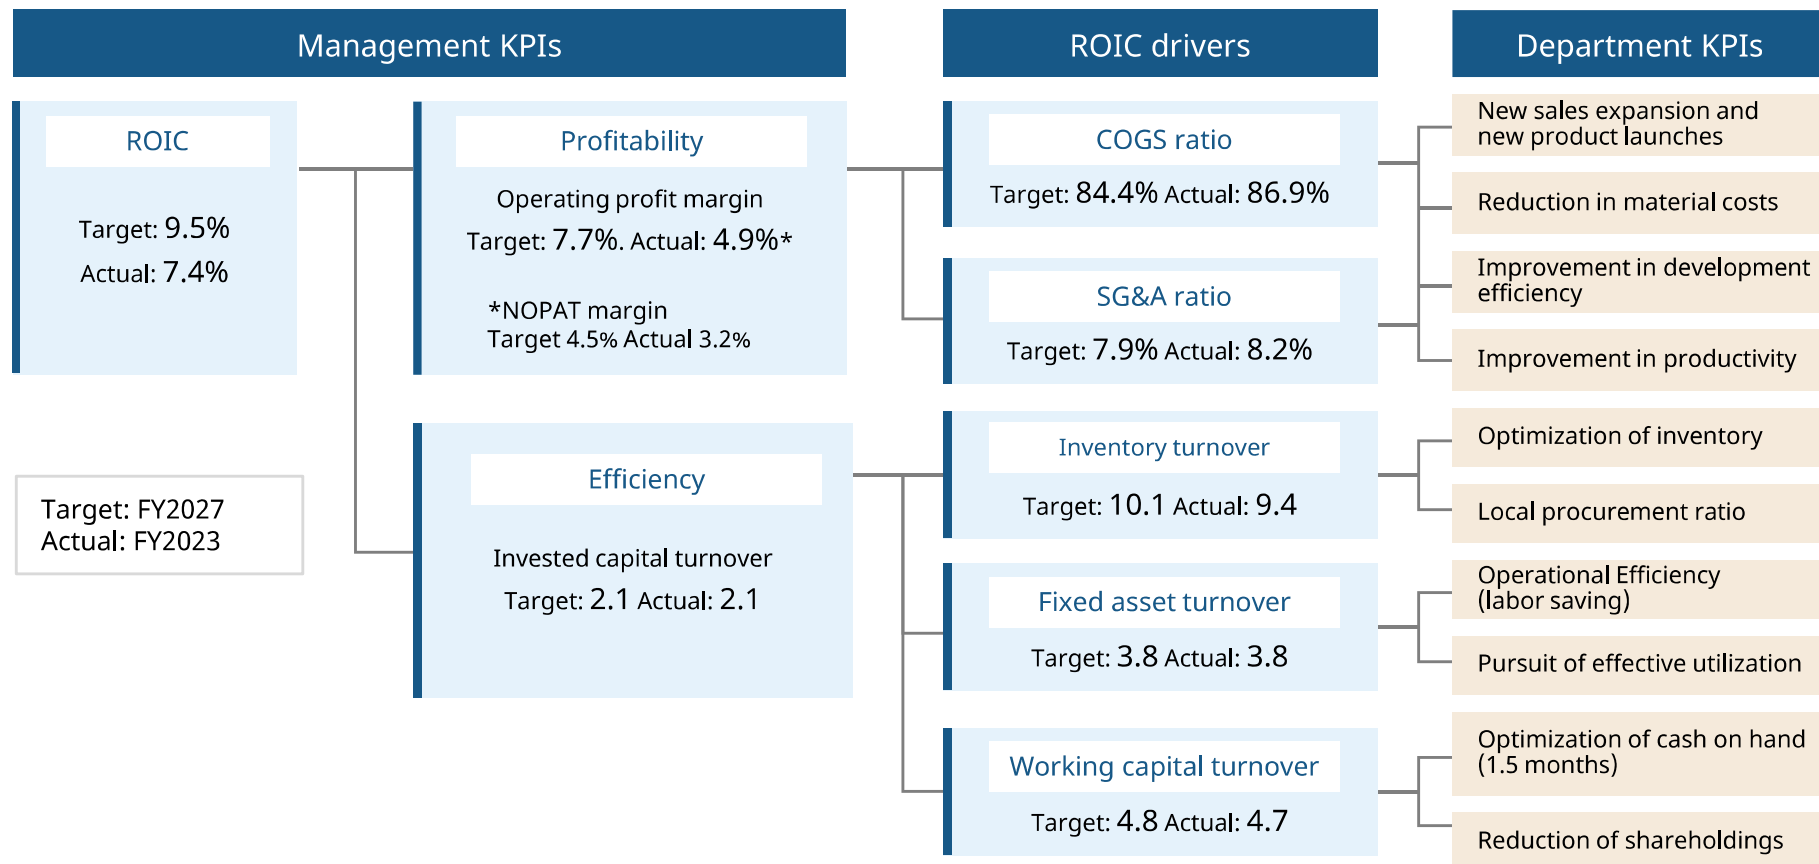 Management KPIs
ROIC drivers
Department KPIs
ROIC
Target: 9.5%
Actual: 7.4%
Profitability
Operating profit margin
Target: 7.7%. Actual: 4.9%*
*NOPAT margin
Target 4.5% Actual 3.2%
Efficiency
Invested capital turnover
Target: 2.1 Actual: 2.1
Target: FY2027
Actual: FY2023
COGS ratio
Target: 84.4% Actual: 86.9%
SG&A ratio
Target: 7.9% Actual: 8.2%
Inventory turnover
Target: 10.1 Actual: 9.4
Fixed asset turnover
Target: 3.8 Actual: 3.8
Working capital turnover
Target: 4.8 Actual: 4.7
New sales expansion and
new product launches
Reduction in material costs
Improvement in development
efficiency
Improvement in productivity
Optimization of inventory
Local procurement ratio
Operational Efficiency
(labor saving)
Pursuit of effective utilization
Optimization of cash on hand
(1.5 months)
Reduction of shareholdings